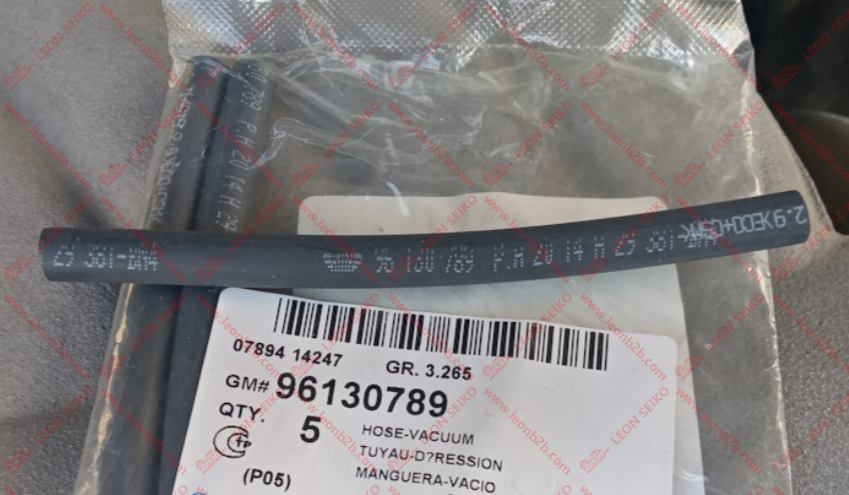 96 130 789 P.H 20 14 H 29
07894 14247
GR. 3.265
GM# 96130789
QTY. 5
HOSE-VACUUM
TUYAU-D?RESSION
MANGUERA-VACIO
(P05)
LEON SEIKO
www.leonb2b.com